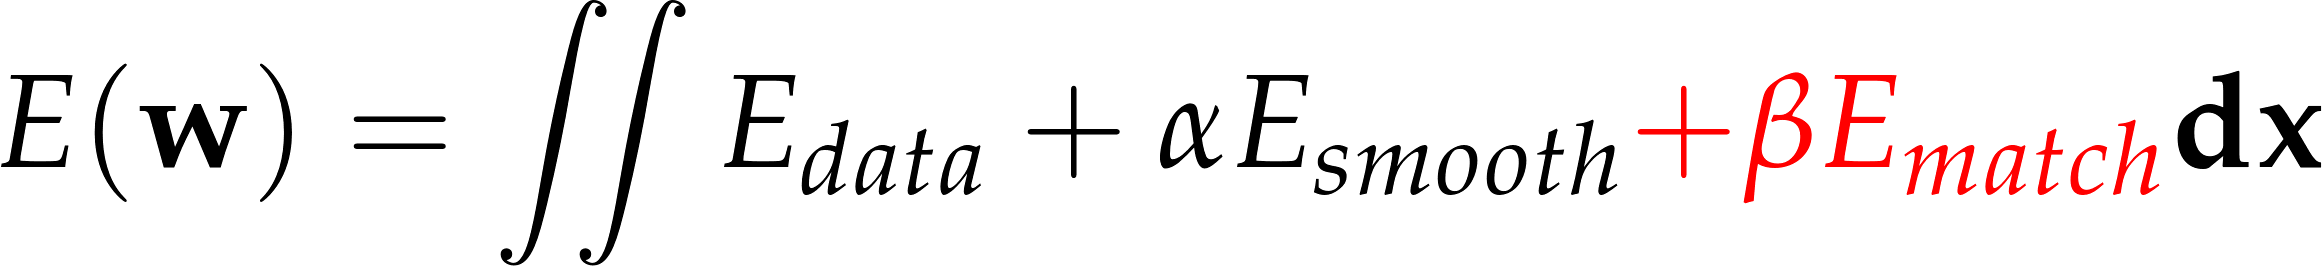 E(w) = ∬ E_data + αE_smooth + βE_match dx